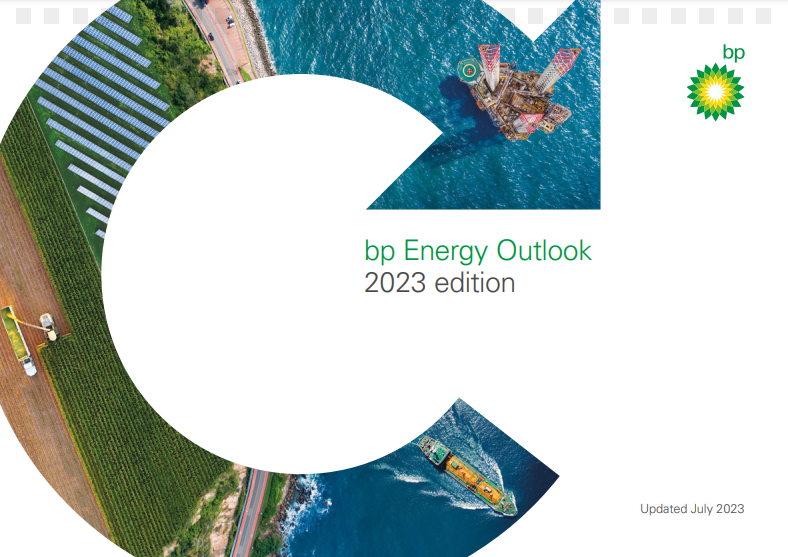 bp
bp Energy Outlook
2023 edition
Updated July 2023